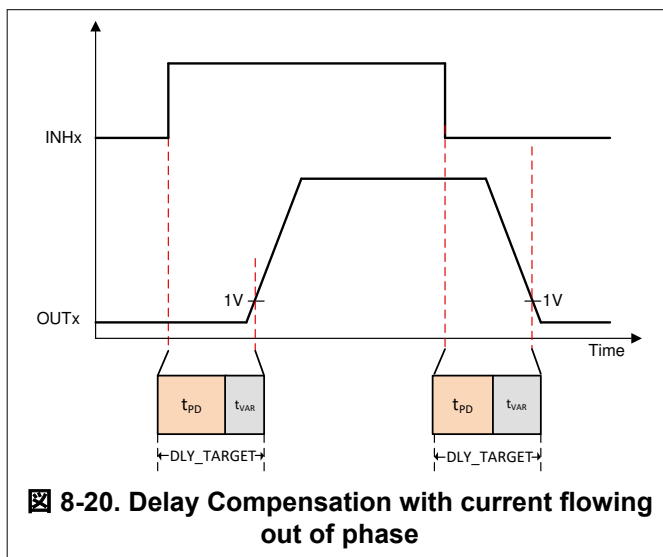 INHx
1V
1V
OUTx
Time
tPD
tVAR
tPD
tVAR
DLY_TARGET
DLY_TARGET
図 8-20. Delay Compensation with current flowing
out of phase